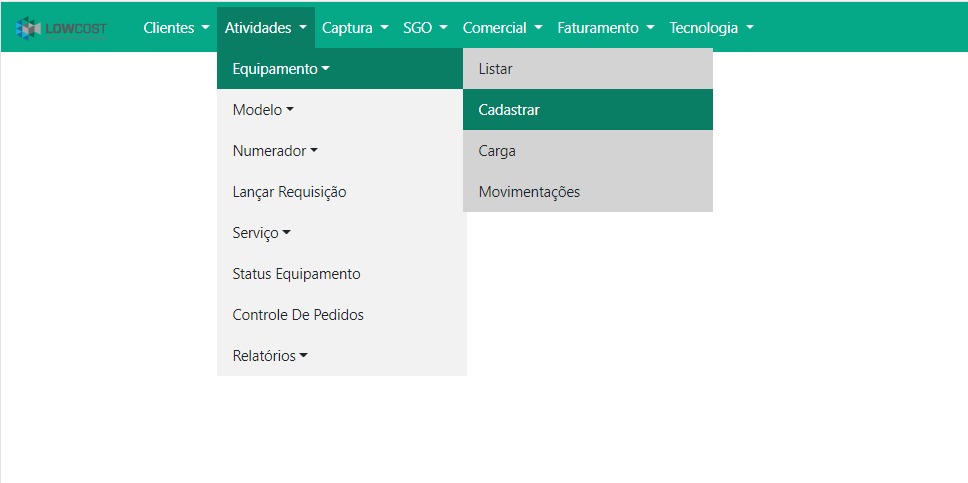 LOWCOST Clientes Atividades Captura SGO Comercial Faturamento Tecnologia
Equipamento
Modelo
Numerador
Lançar Requisição
Serviço
Status Equipamento
Controle De Pedidos
Relatórios
Listar
Cadastrar
Carga
Movimentações